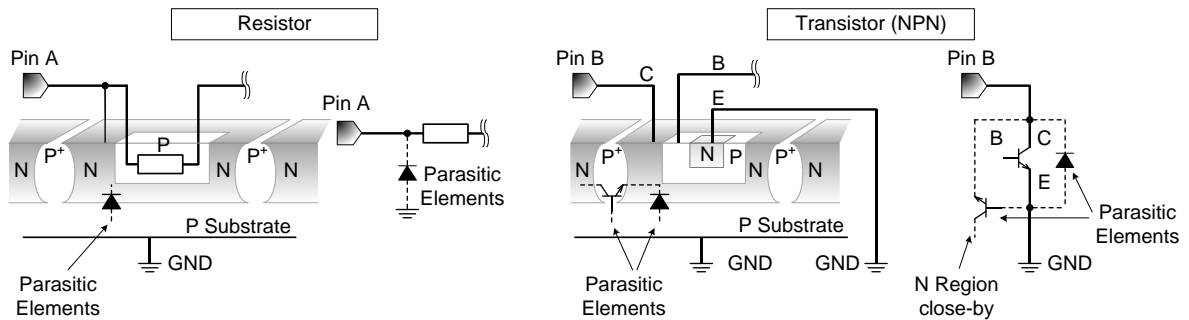 Resistor
Transistor (NPN)
Pin A
Pin B
C
B
E
Pin B
Pin A
N
P+
N
P
N
P+
N
Parasitic
Elements
P Substrate
GND
Parasitic
Elements
N
P+
N
N
P
P+
N
P Substrate
GND
GND
Parasitic
Elements
B
C
E
Parasitic
Elements
GND
N Region
close-by